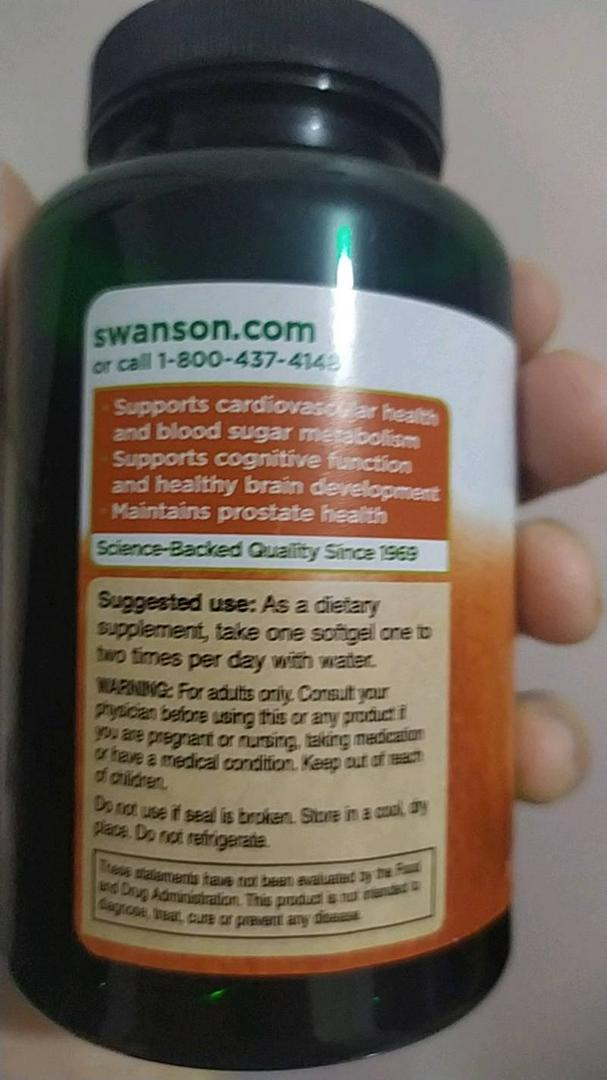 swanson.com
or call 1-800-437-4148
· Supports cardiovascular health
and blood sugar metabolism
· Supports cognitive function
and healthy brain development
· Maintains prostate health
Science-Backed Quality Since 1969
Suggested use: As a dietary
supplement, take one softgel one to
two times per day with water.
WARNING: For adults only. Consult your
physician before using this or any product if
you are pregnant or nursing, taking medication
or have a medical condition. Keep out of reach
of children.
Do not use if seal is broken. Store in a cool, dry
place. Do not refrigerate.
These statements have not been evaluated by the Food
and Drug Administration. This product is not intended to
diagnose, treat, cure or prevent any disease.